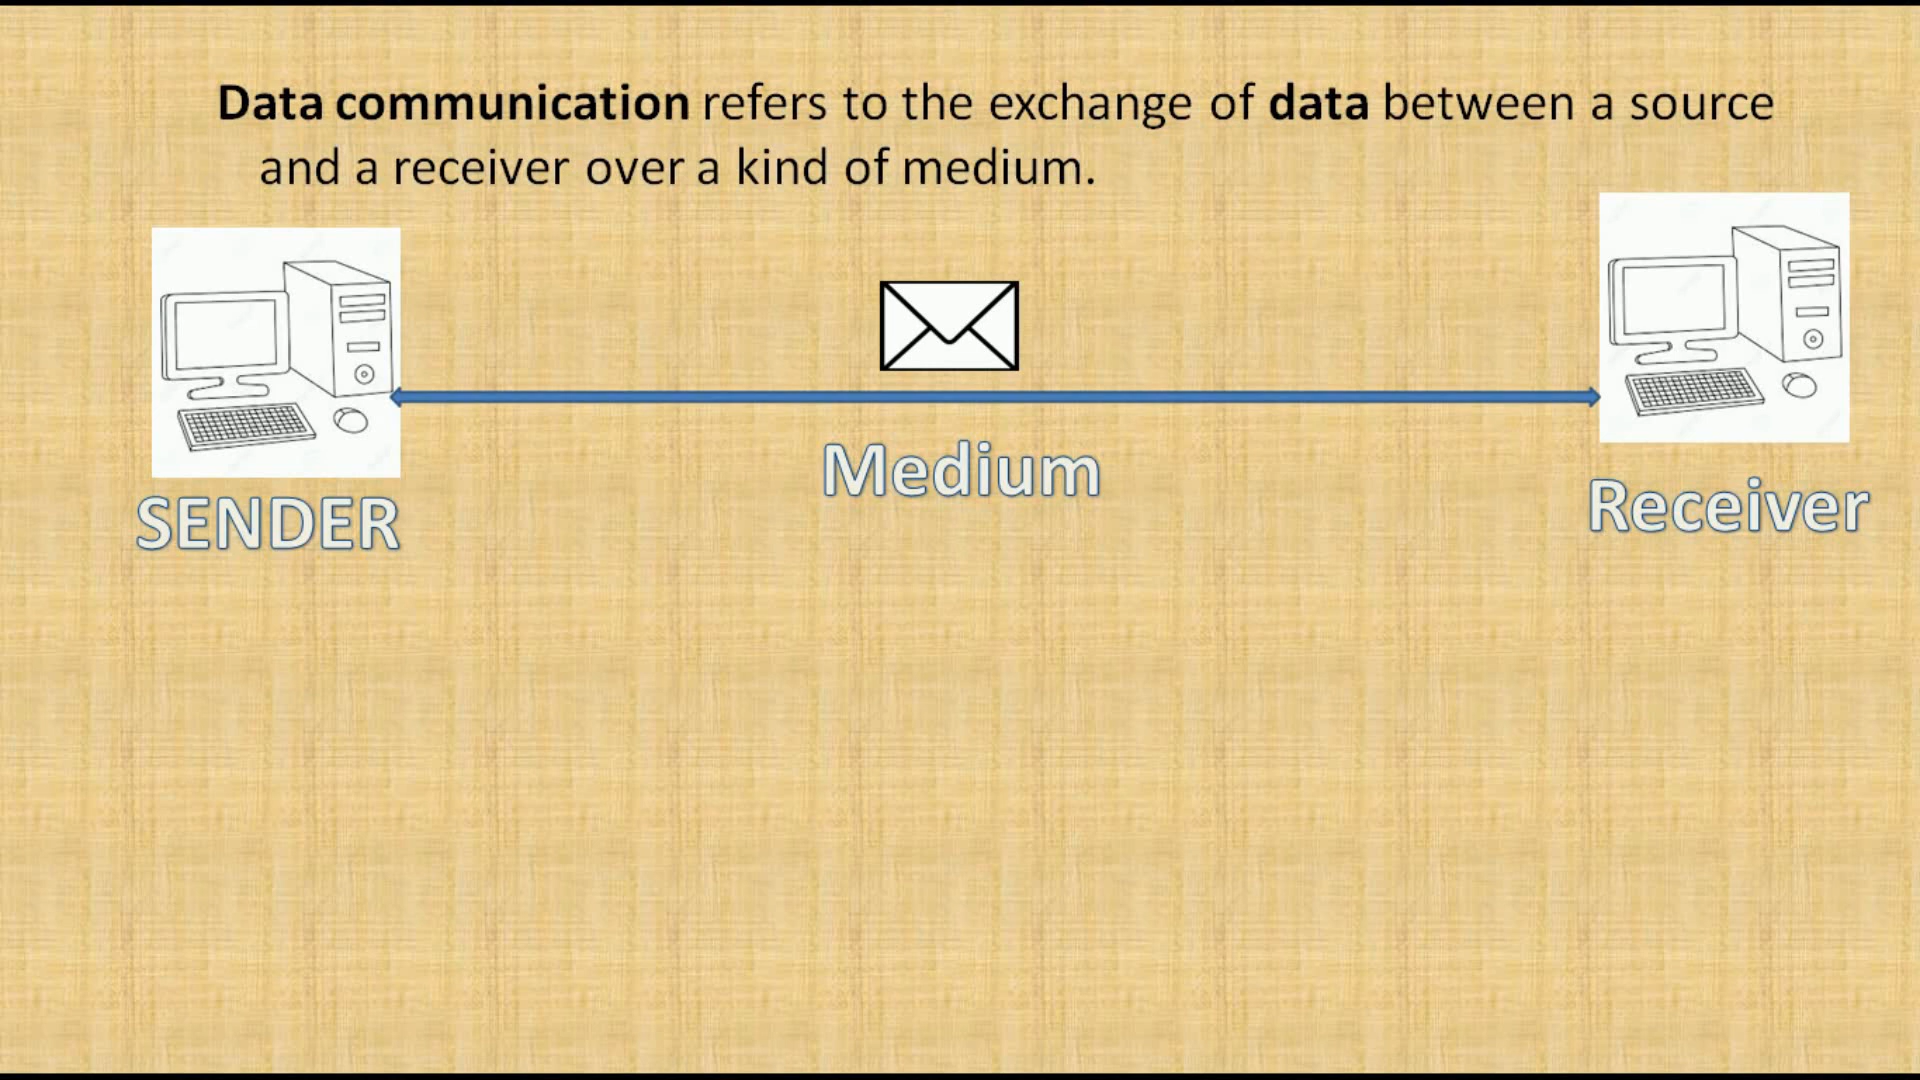 Data communication refers to the exchange of data between a source
and a receiver over a kind of medium.
Medium
SENDER
Receiver